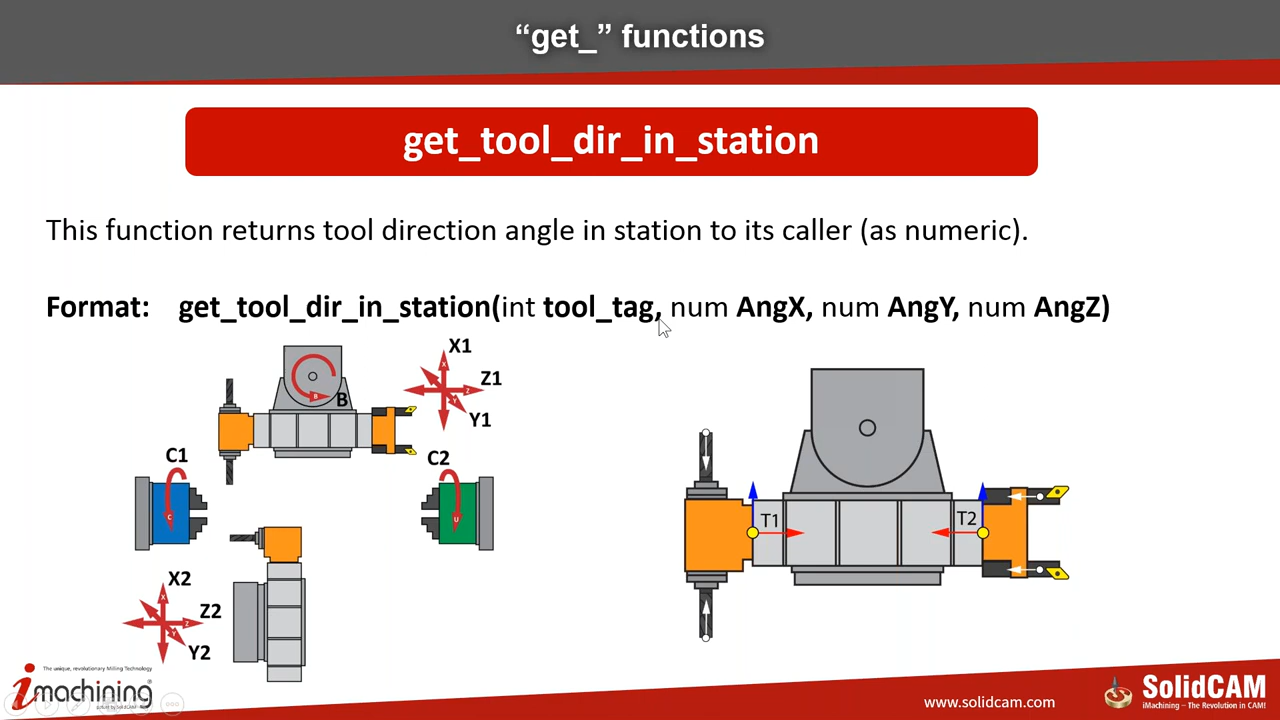 “get_” functions
get_tool_dir_in_station
This function returns tool direction angle in station to its caller (as numeric).
Format: get_tool_dir_in_station(int tool_tag, num AngX, num AngY, num AngZ)
X1
Z1
Y1
B
C1
C2
T1
T2
X2
Z2
Y2
The unique, revolutionary Milling Technology
imachining
www.solidcam.com
SolidCAM
iMachining – The Revolution in CAM!